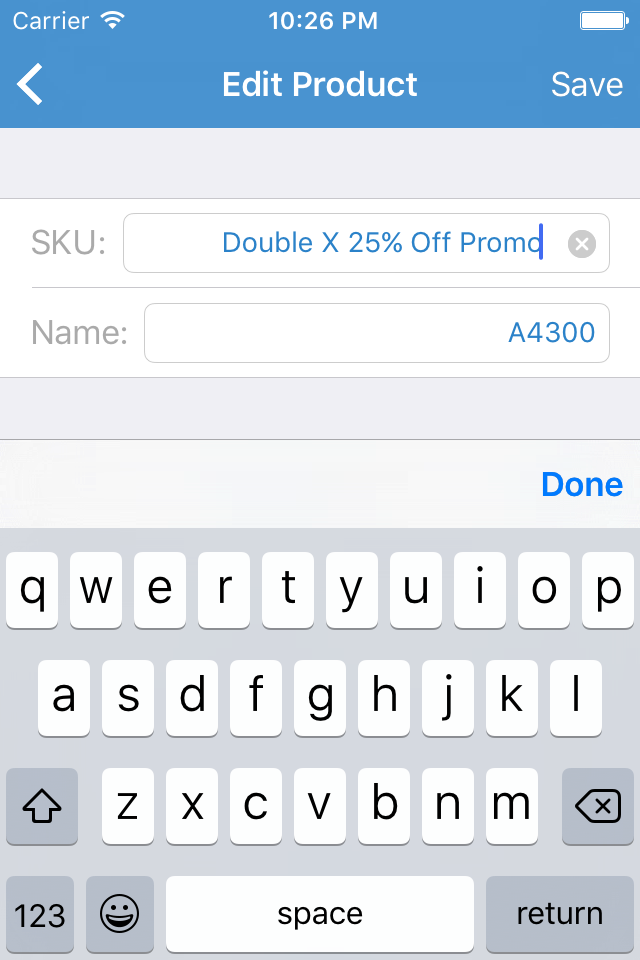 Carrier 10:26 PM
Edit Product Save
SKU: Double X 25% Off Promo
Name: A4300
Done
q w e r t y u i o p
a s d f g h j k l
z x c v b n m
123 space return